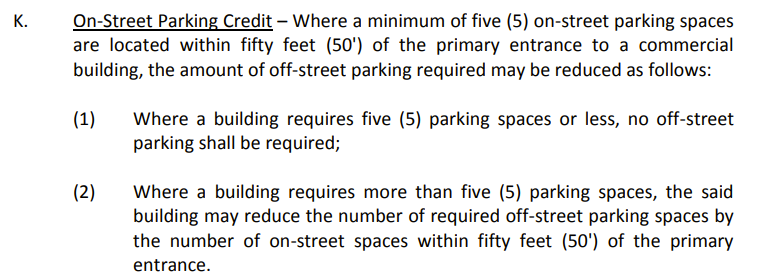 K. On-Street Parking Credit – Where a minimum of five (5) on-street parking spaces
are located within fifty feet (50') of the primary entrance to a commercial
building, the amount of off-street parking required may be reduced as follows:
(1) Where a building requires five (5) parking spaces or less, no off-street
parking shall be required;
(2) Where a building requires more than five (5) parking spaces, the said
building may reduce the number of required off-street parking spaces by
the number of on-street spaces within fifty feet (50') of the primary
entrance.